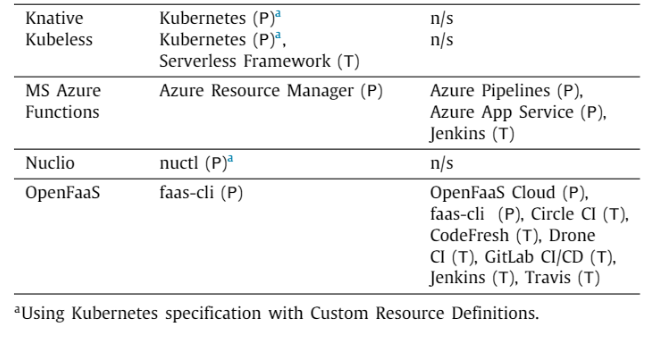 Knative Kubernetes (P)ᵃ n/s
Kubeless Kubernetes (P)ᵃ, n/s
Serverless Framework (T)
MS Azure Azure Resource Manager (P) Azure Pipelines (P),
Functions Azure App Service (P),
Jenkins (T)
Nuclio nuctl (P)ᵃ n/s
OpenFaaS faas-cli (P) OpenFaaS Cloud (P),
faas-cli (P), Circle CI (T),
CodeFresh (T), Drone
CI (T), GitLab CI/CD (T),
Jenkins (T), Travis (T)
ᵃUsing Kubernetes specification with Custom Resource Definitions.